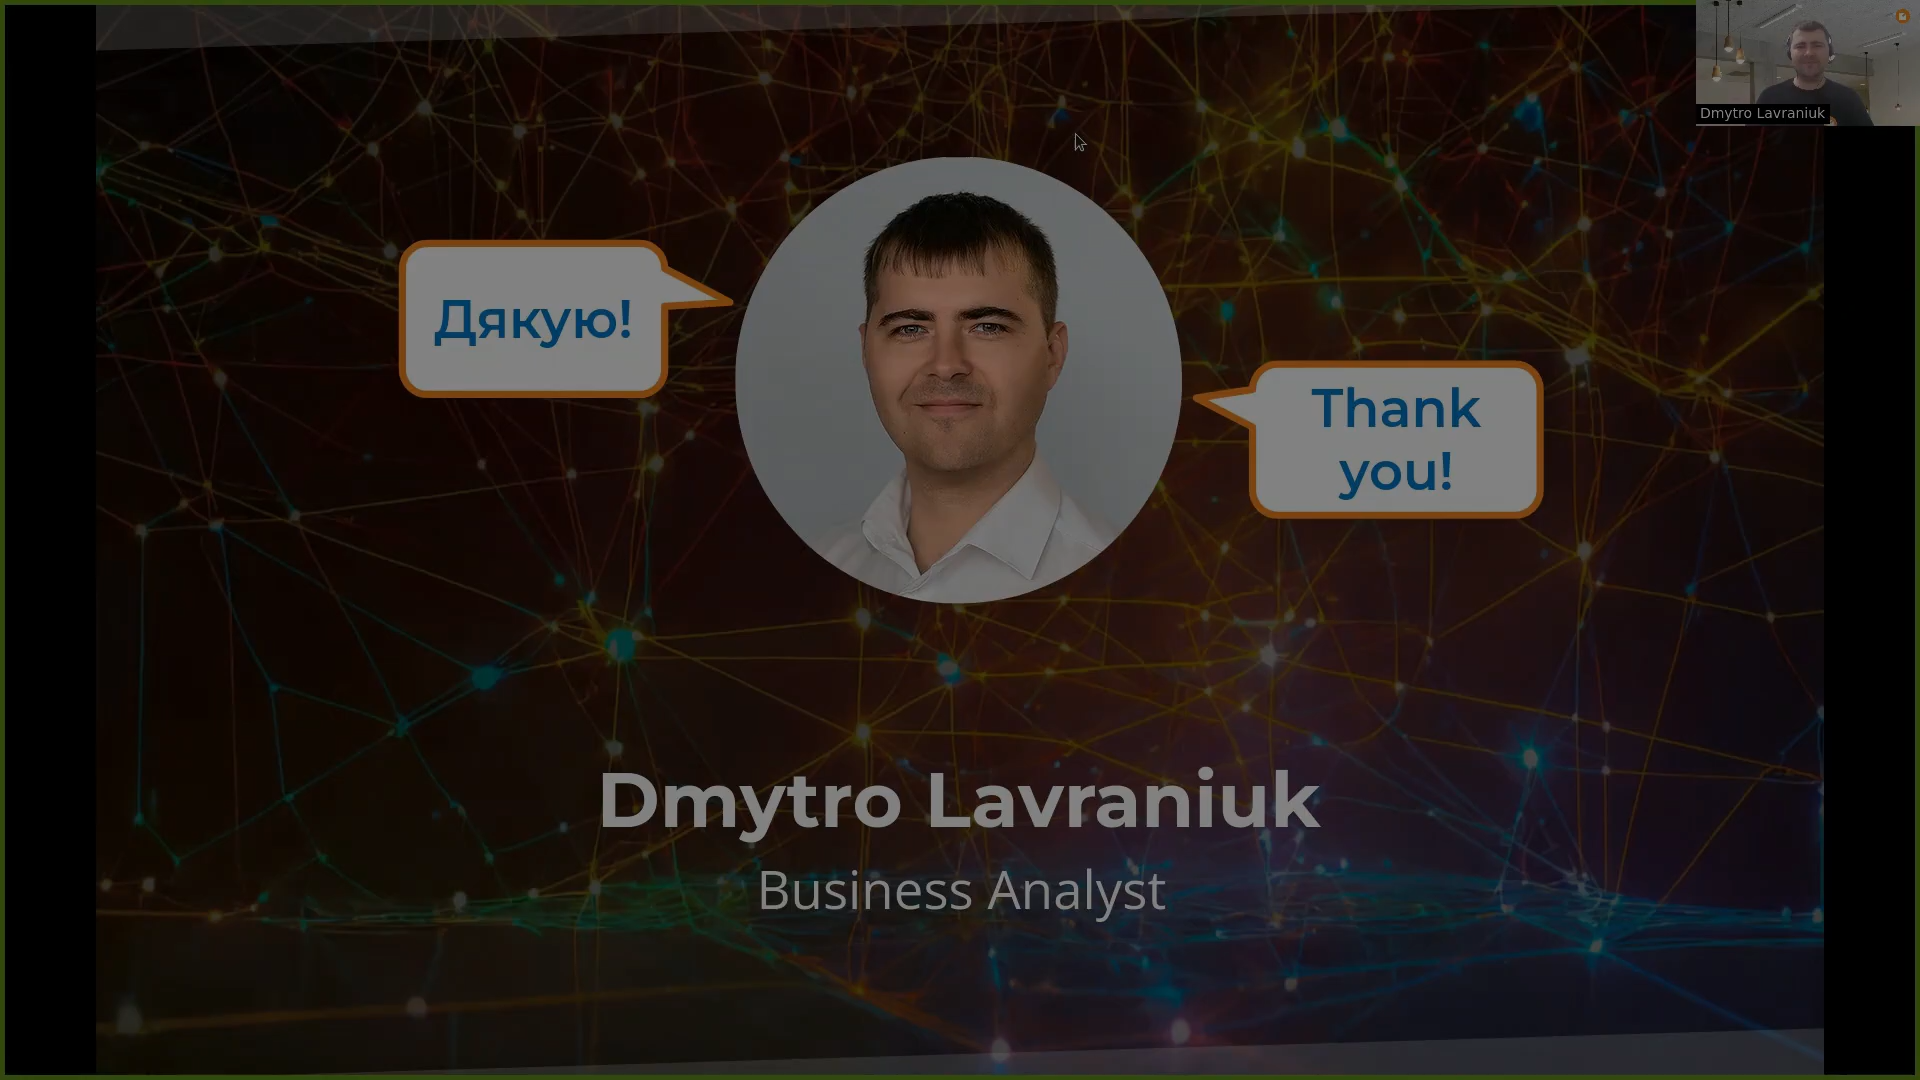 Dmytro Lavraniuk
Дякую!
Thank
you!
Dmytro Lavraniuk
Business Analyst